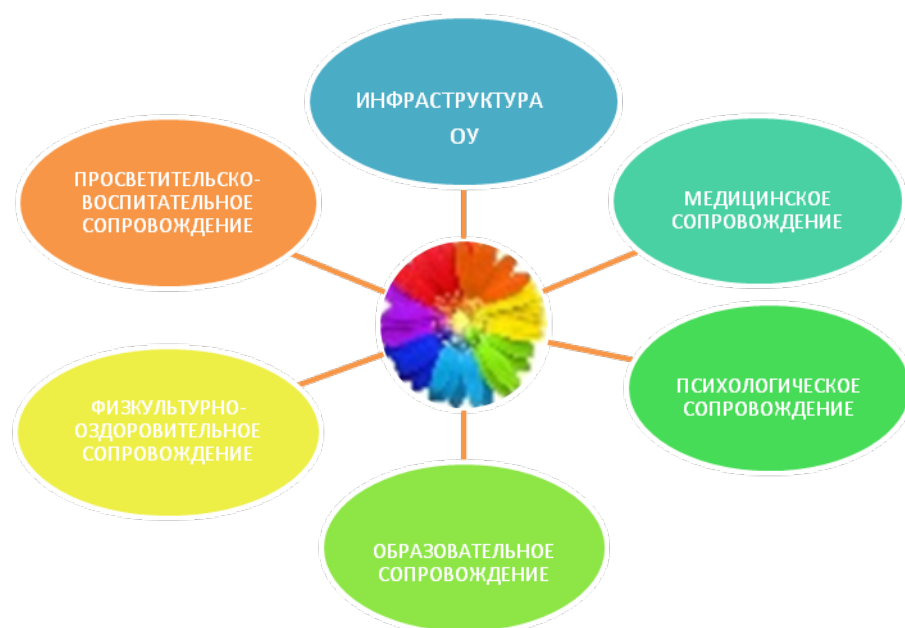 ИНФРАСТРУКТУРА
ОУ
МЕДИЦИНСКОЕ
СОПРОВОЖДЕНИЕ
ПСИХОЛОГИЧЕСКОЕ
СОПРОВОЖДЕНИЕ
ОБРАЗОВАТЕЛЬНОЕ
СОПРОВОЖДЕНИЕ
ФИЗКУЛЬТУРНО-
ОЗДОРОВИТЕЛЬНОЕ
СОПРОВОЖДЕНИЕ
ПРОСВЕТИТЕЛЬСКО-
ВОСПИТАТЕЛЬНОЕ
СОПРОВОЖДЕНИЕ